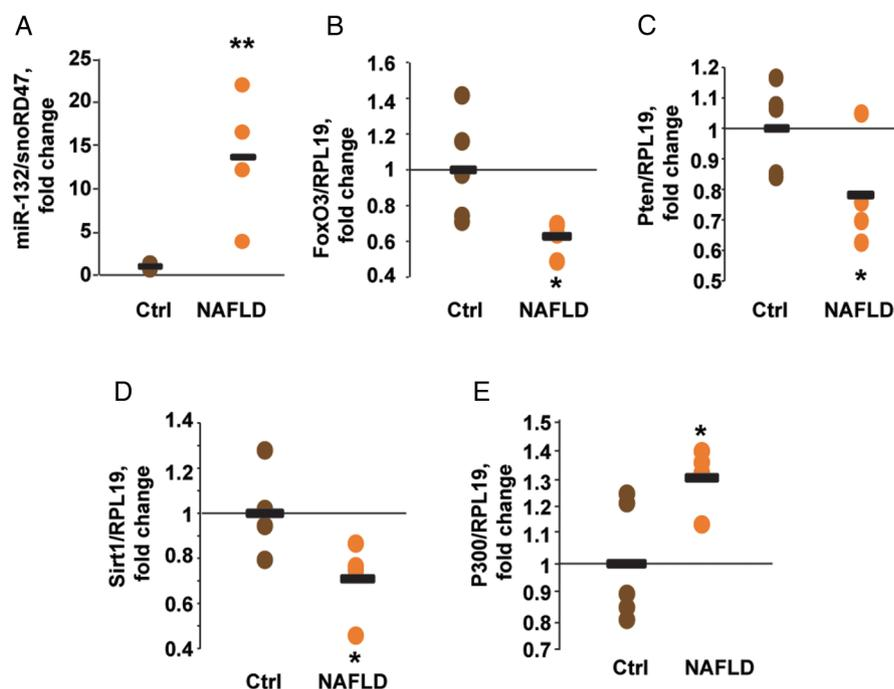 A
miR-132/snoRD47,
fold change
25
20
15
10
5
0
**
Ctrl NAFLD
B
FoxO3/RPL19,
fold change
1.6
1.4
1.2
1
0.8
0.6
0.4
*
Ctrl NAFLD
C
Pten/RPL19,
fold change
1.2
1.1
1
0.9
0.8
0.7
0.6
0.5
*
Ctrl NAFLD
D
Sirt1/RPL19,
fold change
1.4
1.2
1
0.8
0.6
0.4
*
Ctrl NAFLD
E
P300/RPL19,
fold change
1.5
1.4
1.3
1.2
1.1
1
0.9
0.8
0.7
*
Ctrl NAFLD